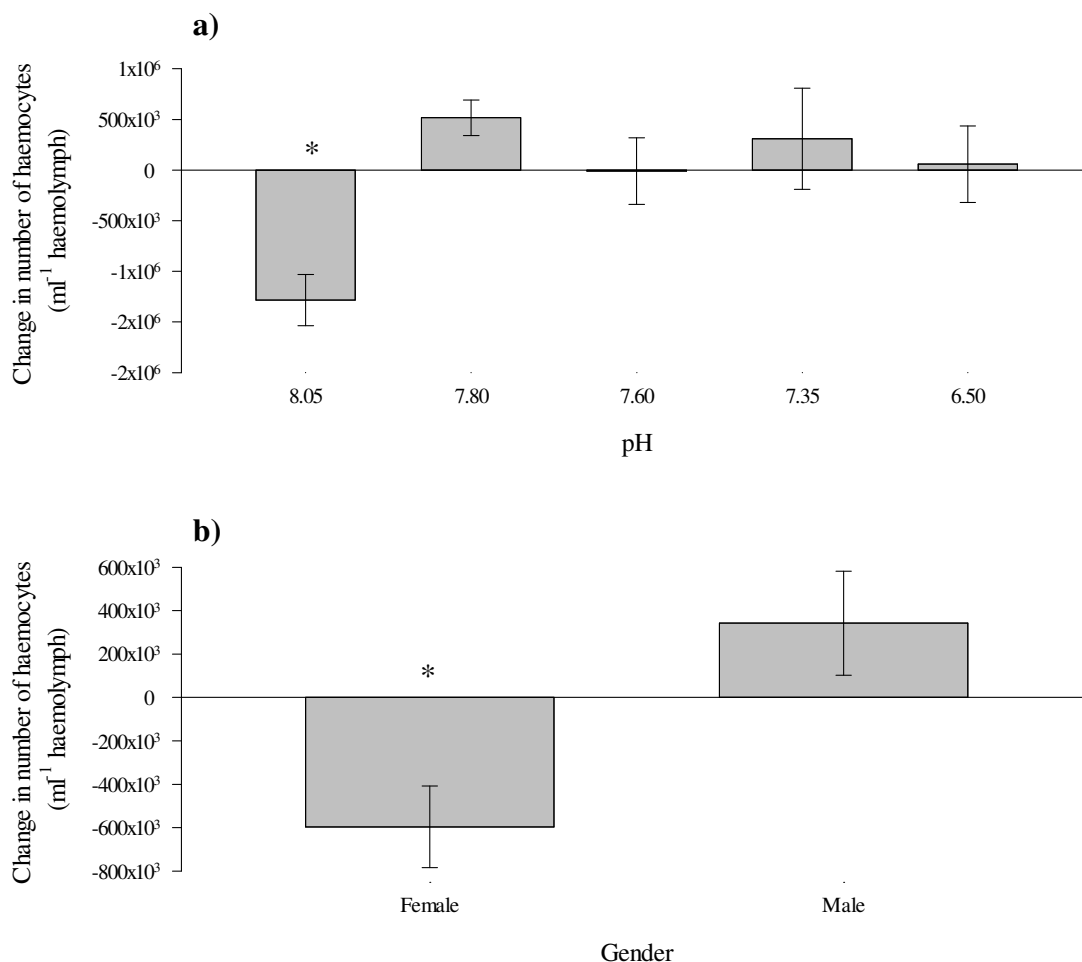 a)
Change in number of haemocytes
(ml⁻¹ haemolymph)
1x10⁶
500x10³
0
-500x10³
-1x10⁶
-2x10⁶
-2x10⁶
*
8.05
7.80
7.60
7.35
6.50
pH
b)
Change in number of haemocytes
(ml⁻¹ haemolymph)
600x10³
400x10³
200x10³
0
-200x10³
-400x10³
-600x10³
-800x10³
*
Female
Male
Gender